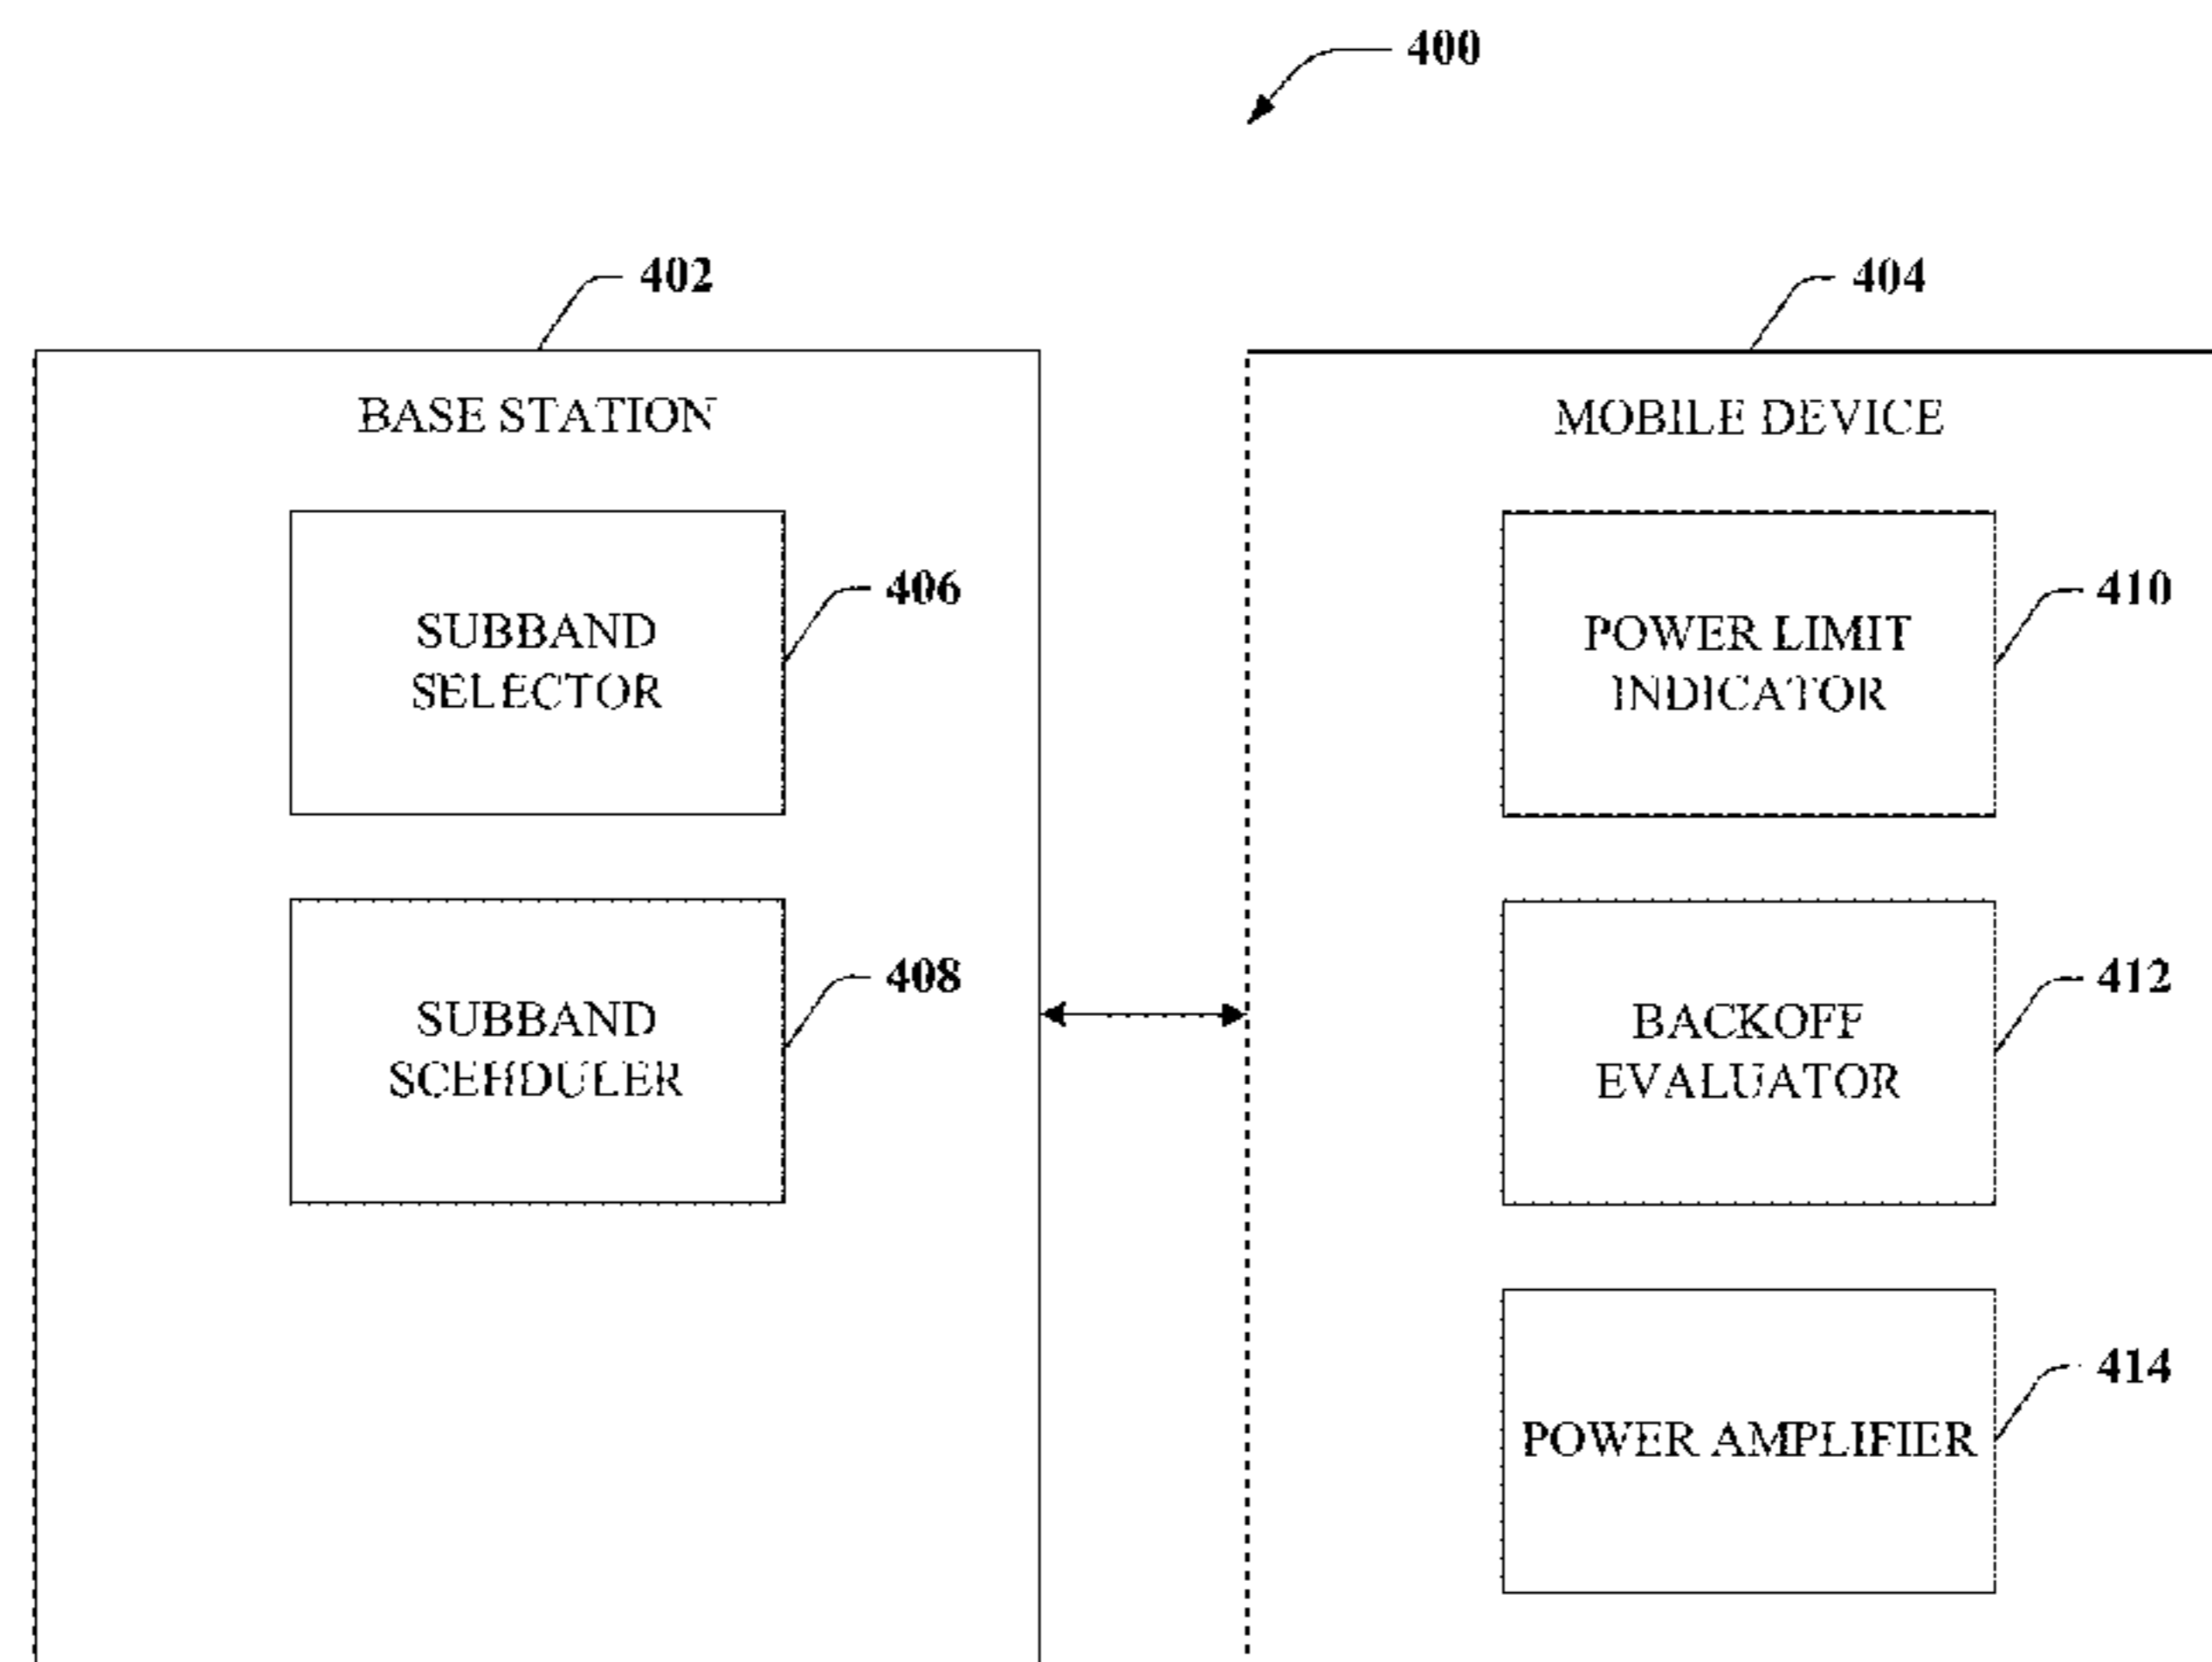 400
402
404
BASE STATION
MOBILE DEVICE
SUBBAND
SELECTOR
406
POWER LIMIT
INDICATOR
410
SUBBAND
SCEHDULER
408
BACKOFF
EVALUATOR
412
POWER AMPLIFIER
414